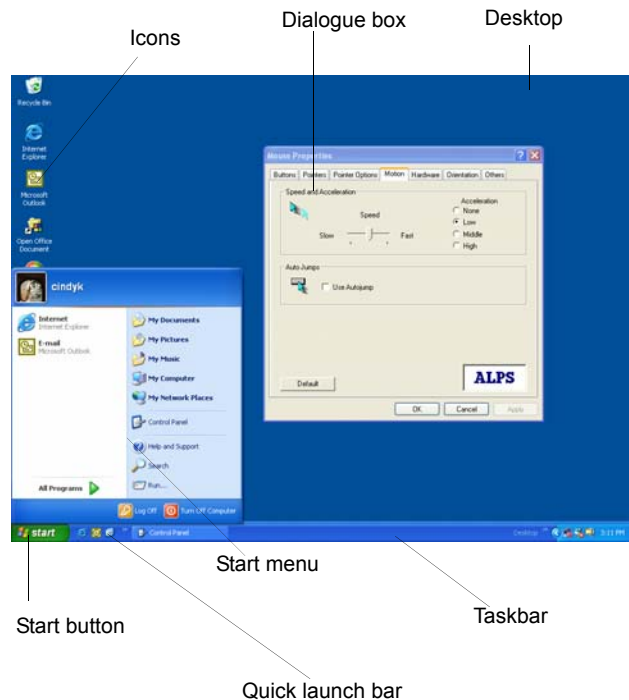 Icons
Dialogue box
Desktop
Recycle Bin
Internet
Explorer
Microsoft
Outlook
Open Office
Document
Mouse Properties
Buttons Pointers Pointer Options Motion Hardware Orientation Others
Speed and Acceleration
Speed
Slow
Fast
Acceleration
None
Low
Middle
High
Auto Jumps
Use Autojump
Default
ALPS
OK Cancel Apply
cindyk
Internet
Internet Explorer
E-mail
Microsoft Outlook
All Programs
My Documents
My Pictures
My Music
My Computer
My Network Places
Control Panel
Help and Support
Search
Run...
Log Off Turn Off Computer
start
Control Panel
Desktop
3:11 PM
Start menu
Taskbar
Start button
Quick launch bar